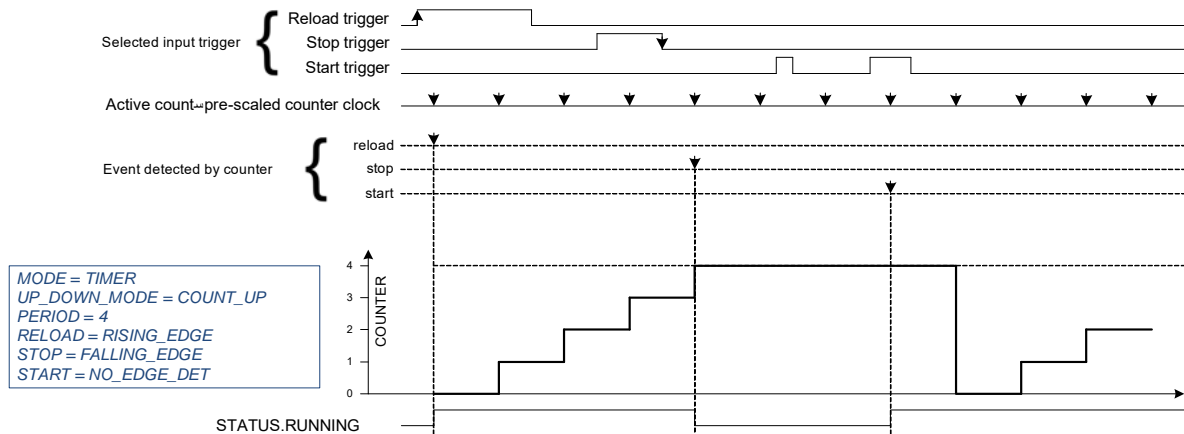 Reload trigger
Selected input trigger
Stop trigger
Start trigger
Active count pre-scaled counter clock
reload
Event detected by counter
stop
start
4
MODE = TIMER
UP_DOWN_MODE = COUNT_UP
PERIOD = 4
RELOAD = RISING_EDGE
STOP = FALLING_EDGE
START = NO_EDGE_DET
COUNTER
3
2
1
0
STATUS.RUNNING